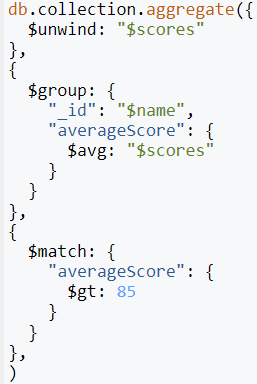 db.collection.aggregate({
  $unwind: "$scores"
},
{
  $group: {
    "_id": "$name",
    "averageScore": {
      $avg: "$scores"
    }
  }
},
{
  $match: {
    "averageScore": {
      $gt: 85
    }
  }
},
)